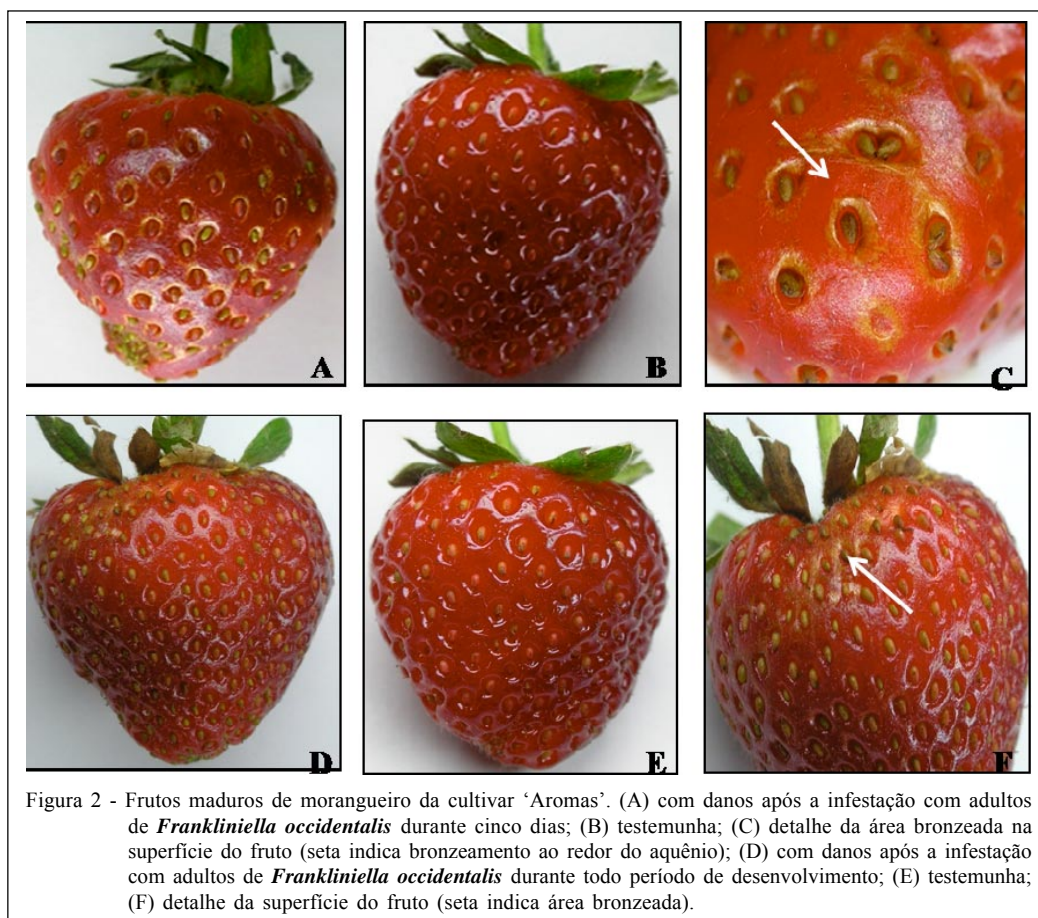 A
B
C
D
E
F
Figura 2 - Frutos maduros de morangueiro da cultivar ‘Aromas’. (A) com danos após a infestação com adultos
de Frankliniella occidentalis durante cinco dias; (B) testemunha; (C) detalhe da área bronzeada na
superfície do fruto (seta indica bronzeamento ao redor do aquênio); (D) com danos após a infestação
com adultos de Frankliniella occidentalis durante todo período de desenvolvimento; (E) testemunha;
(F) detalhe da superfície do fruto (seta indica área bronzeada).